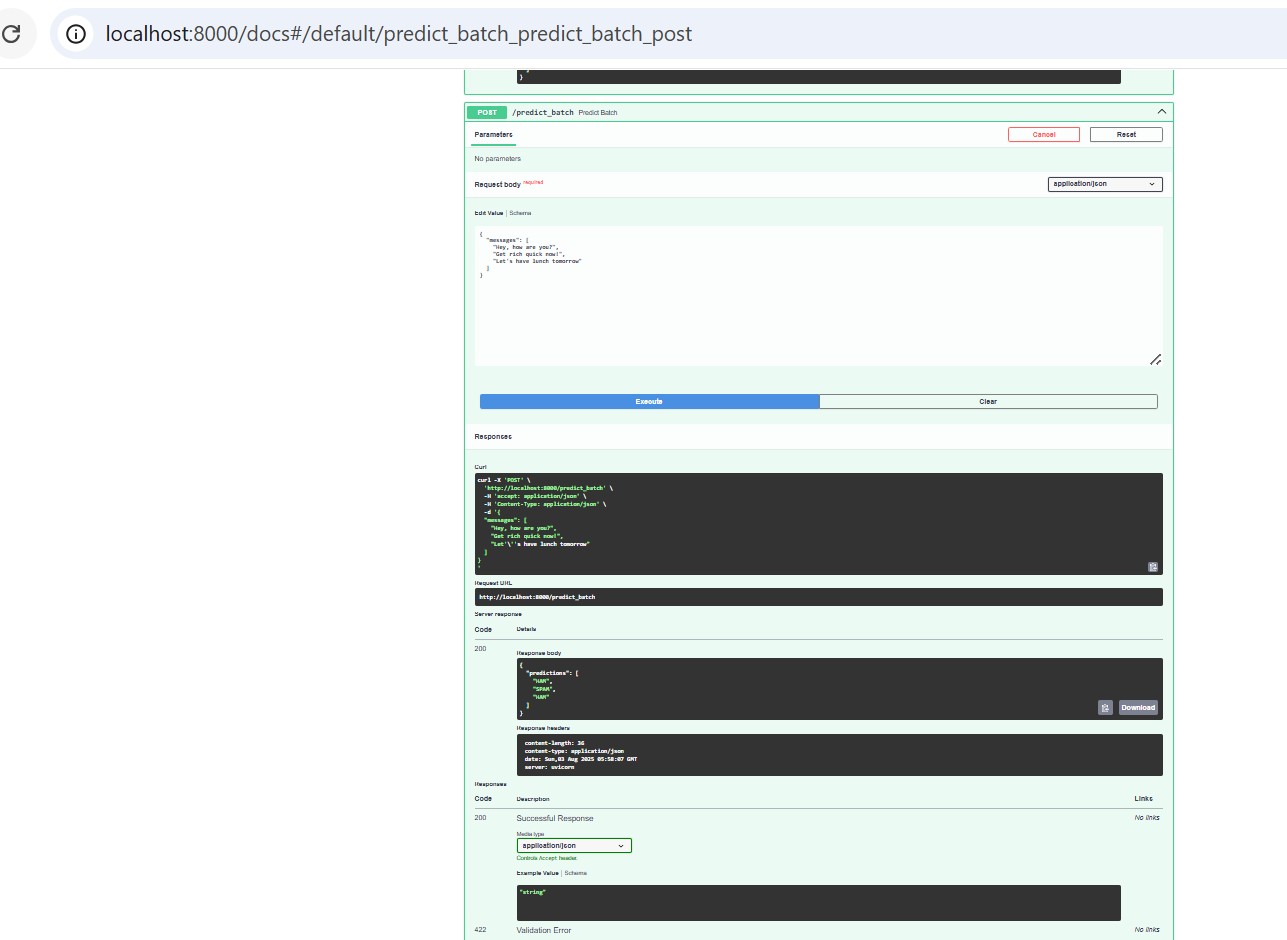 localhost:8000/docs#/default/predict_batch_predict_batch_post
}
POST /predict_batch Predict Batch
Parameters Cancel Reset
No parameters
Request body required application/json
Edit Value | Schema
{
"messages": [
"Hey, how are you?",
"Get rich quick now!",
"Let's have lunch tomorrow"
]
}
Execute Clear
Responses
Curl
curl -X 'POST' \
'http://localhost:8000/predict_batch' \
-H 'accept: application/json' \
-H 'Content-Type: application/json' \
-d '{
"messages": [
"Hey, how are you?",
"Get rich quick now!",
"Let'\''s have lunch tomorrow"
]
}
'
Request URL
http://localhost:8000/predict_batch
Server response
Code Details
200
Response body
{
"predictions": [
"HAM",
"SPAM",
"HAM"
]
}
Download
Response headers
content-length: 36
content-type: application/json
date: Sun,03 Aug 2025 05:58:07 GMT
server: uvicorn
Responses
Code Description Links
200 Successful Response No links
Media type
application/json
Controls Accept header.
Example Value | Schema
"string"
422 Validation Error No links